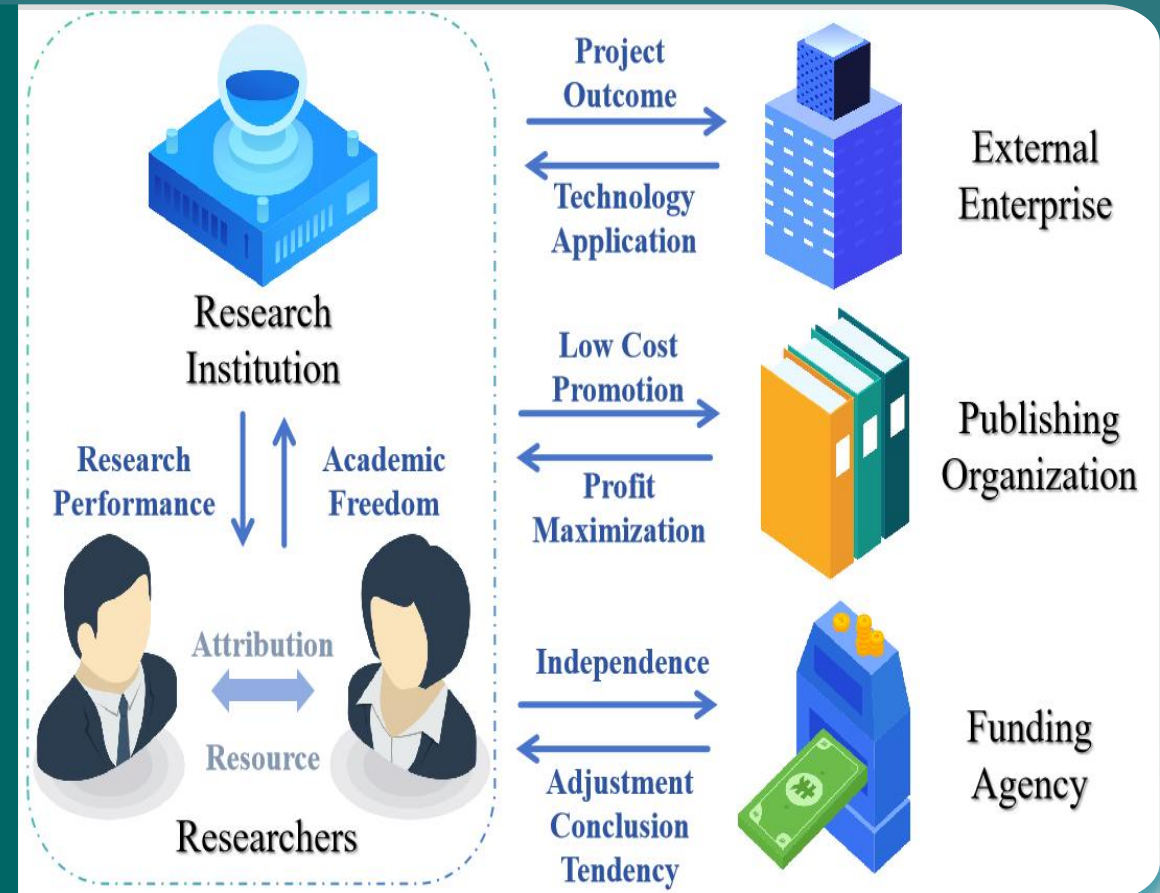 Project
Outcome
Technology
Application
External
Enterprise
Research
Institution
Low Cost
Promotion
Profit
Maximization
Publishing
Organization
Research
Performance
Academic
Freedom
Attribution
Resource
Researchers
Independence
Adjustment
Conclusion
Tendency
Funding
Agency